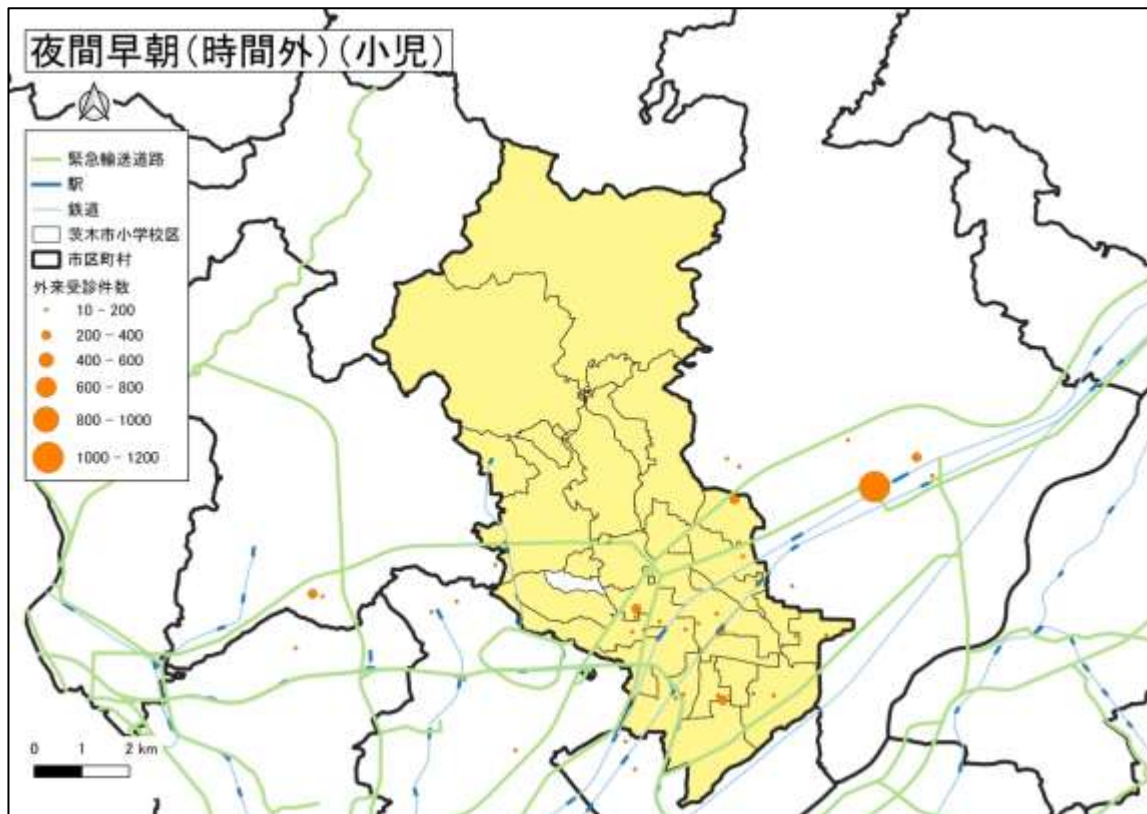 夜間早朝(時間外)(小児)
緊急輸送道路
駅
鉄道
茨木市小学校区
市区町村
外来受診件数
10 - 200
200 - 400
400 - 600
600 - 800
800 - 1000
1000 - 1200
0 1 2 km